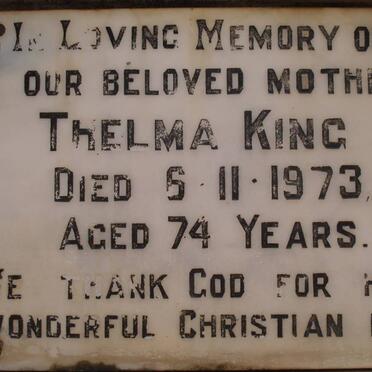 In Loving Memory O
OUR BELOVED MOTH
THELMA KING
DIED 6 · 11 · 1973.
AGED 74 YEARS.
E THANK GOD FOR H
WONDERFUL CHRISTIAN